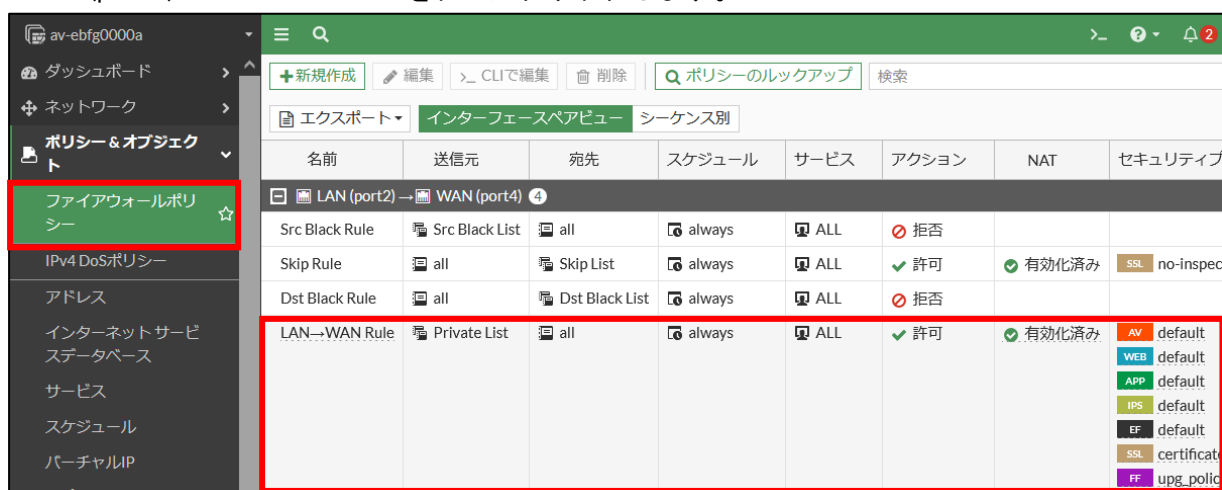 av-ebfg0000a
>_ 2
ダッシュボード
ネットワーク
ポリシー&オブジェク
ト
ファイアウォールポリ
シー
IPv4 DoSポリシー
アドレス
インターネット サービ
スデータベース
サービス
スケジュール
バーチャルIP
+新規作成 編集 >_ CLIで編集 削除 ポリシーのルックアップ 検索
エクスポート インターフェースペアビュー シーケンス別
名前 送信元 宛先 スケジュール サービス アクション NAT セキュリティプ
LAN (port2) → WAN (port4) 4
Src Black Rule Src Black List all always ALL 拒否
Skip Rule all Skip List always ALL 許可 有効化済み SSL no-inspec
Dst Black Rule all Dst Black List always ALL 拒否
LAN→WAN Rule Private List all always ALL 許可 有効化済み AV default
WEB default
APP default
IPS default
EF default
SSL certificate
FF upg_polic